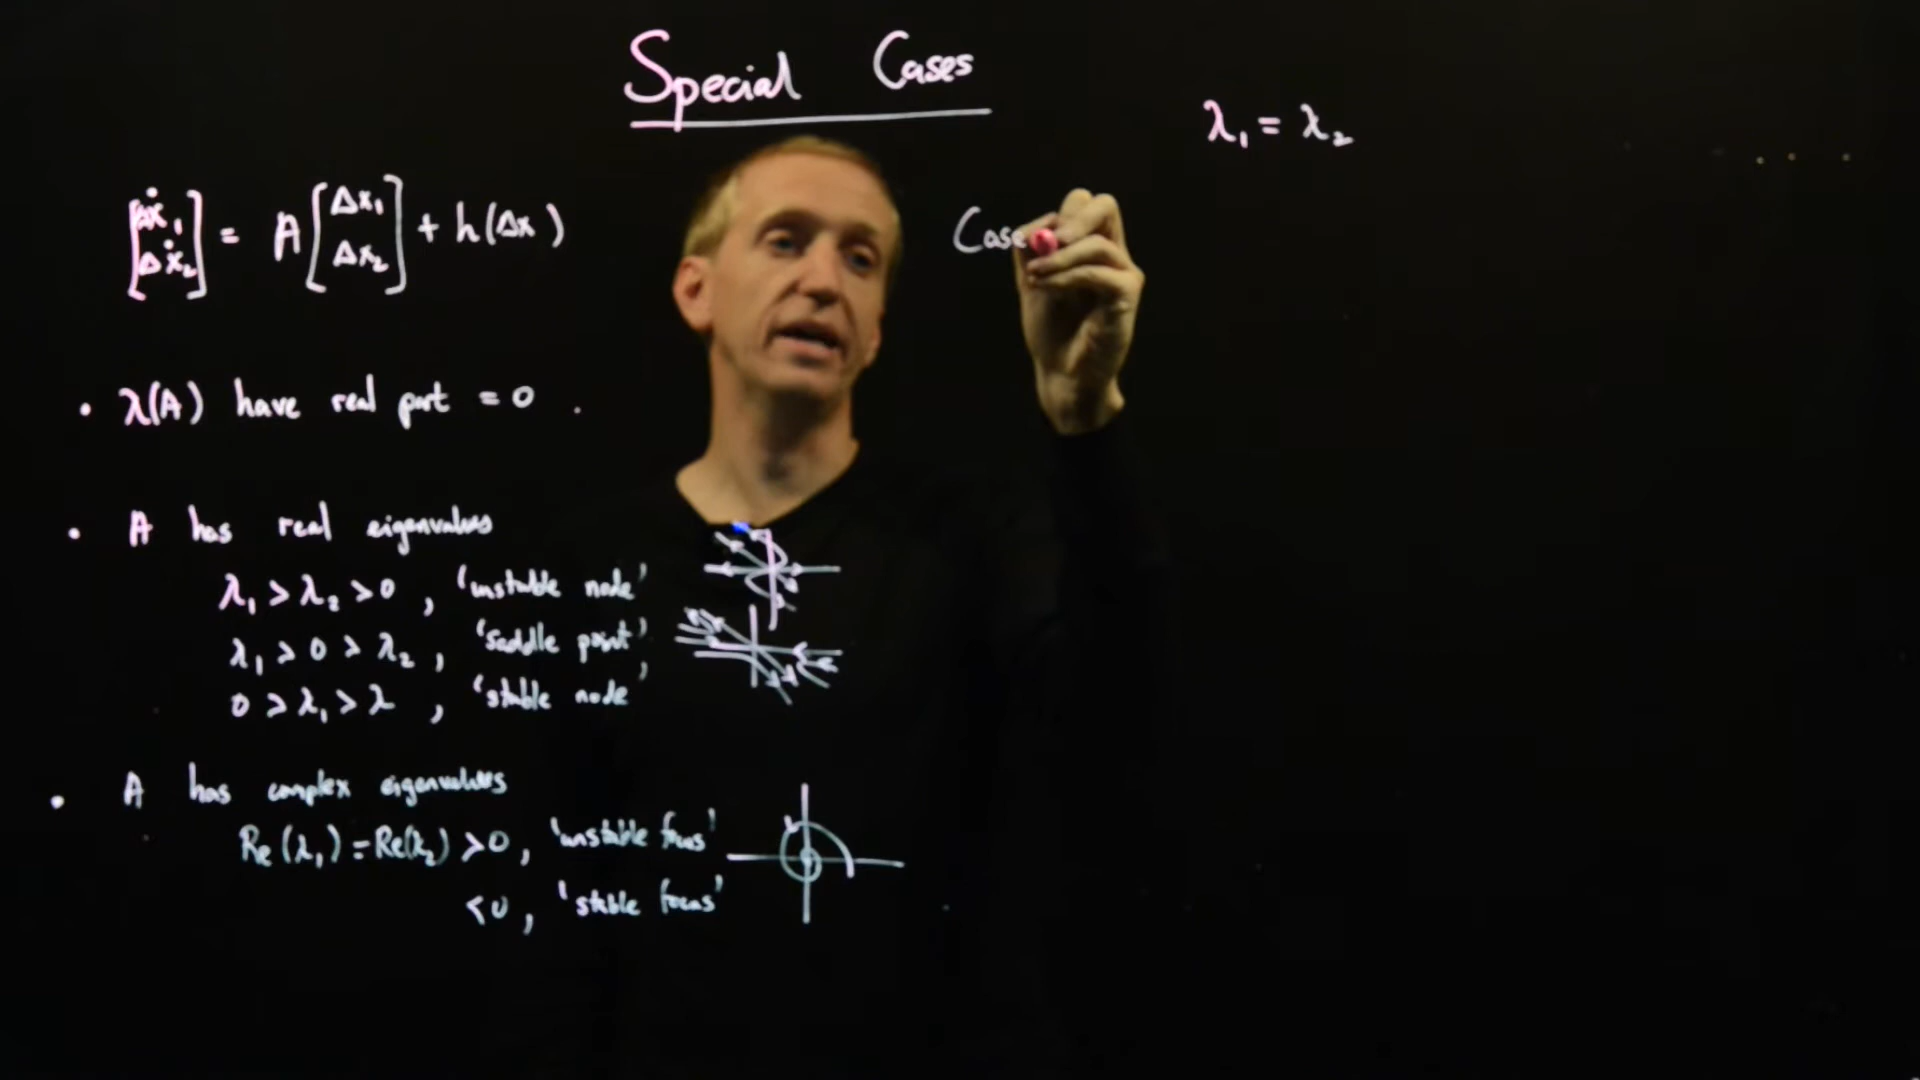 Special Cases
λ₁ = λ₂
[Δẋ₁ Δẋ₂] = A [Δx₁ Δx₂] + h(Δx)
Case
• λ(A) have real part = 0 .
• A has real eigenvalues
λ₁ > λ₂ > 0 , 'unstable node'
λ₁ > 0 > λ₂ , 'saddle point'
0 > λ₁ > λ , 'stable node'
• A has complex eigenvalues
Re(λ₁) = Re(λ₂) > 0 , 'unstable focus'
< 0 , 'stable focus'